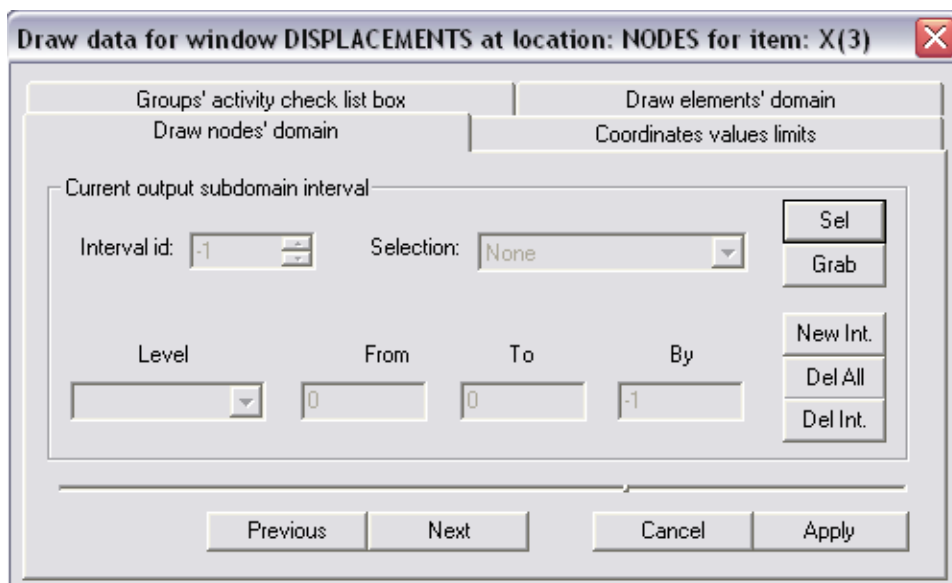 Draw data for window DISPLACEMENTS at location: NODES for item: X(3)
Groups' activity check list box
Draw elements' domain
Draw nodes' domain
Coordinates values limits
Current output subdomain interval
Interval id:
-1
Selection:
None
Sel
Grab
Level
From
To
By
0
0
-1
New Int.
Del All
Del Int.
Previous
Next
Cancel
Apply